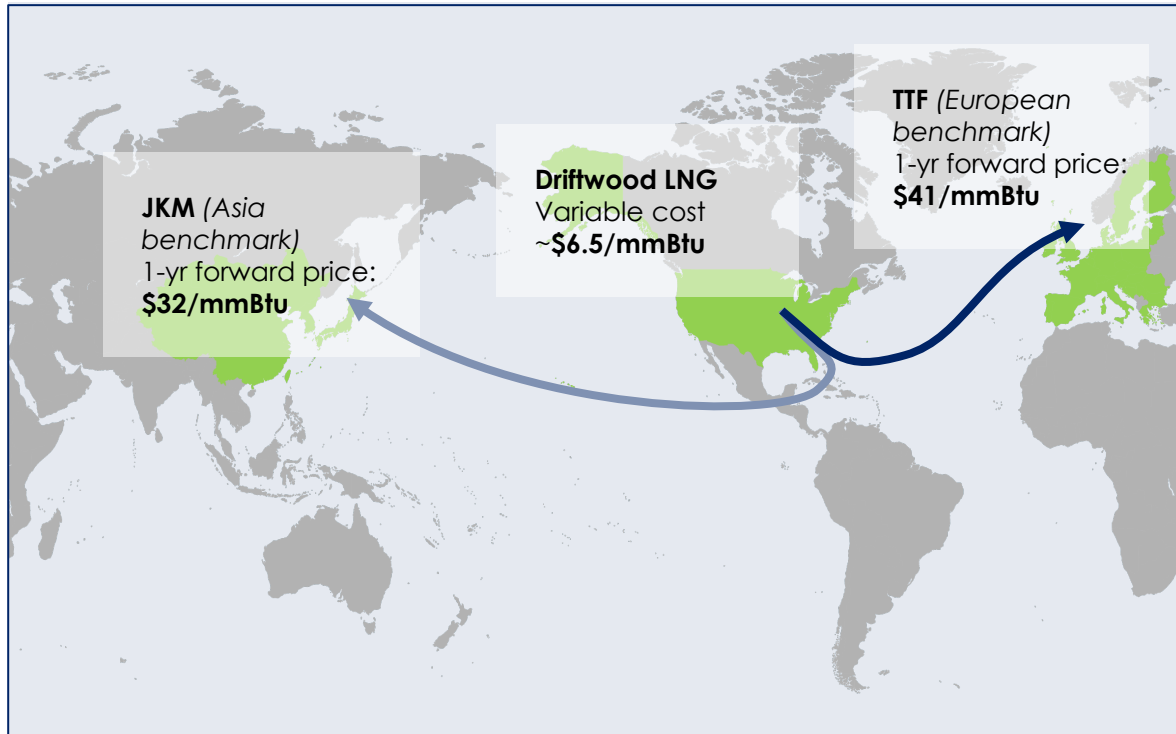 JKM (Asia
benchmark)
1-yr forward price:
$32/mmBtu
Driftwood LNG
Variable cost
~$6.5/mmBtu
TTF (European
benchmark)
1-yr forward price:
$41/mmBtu